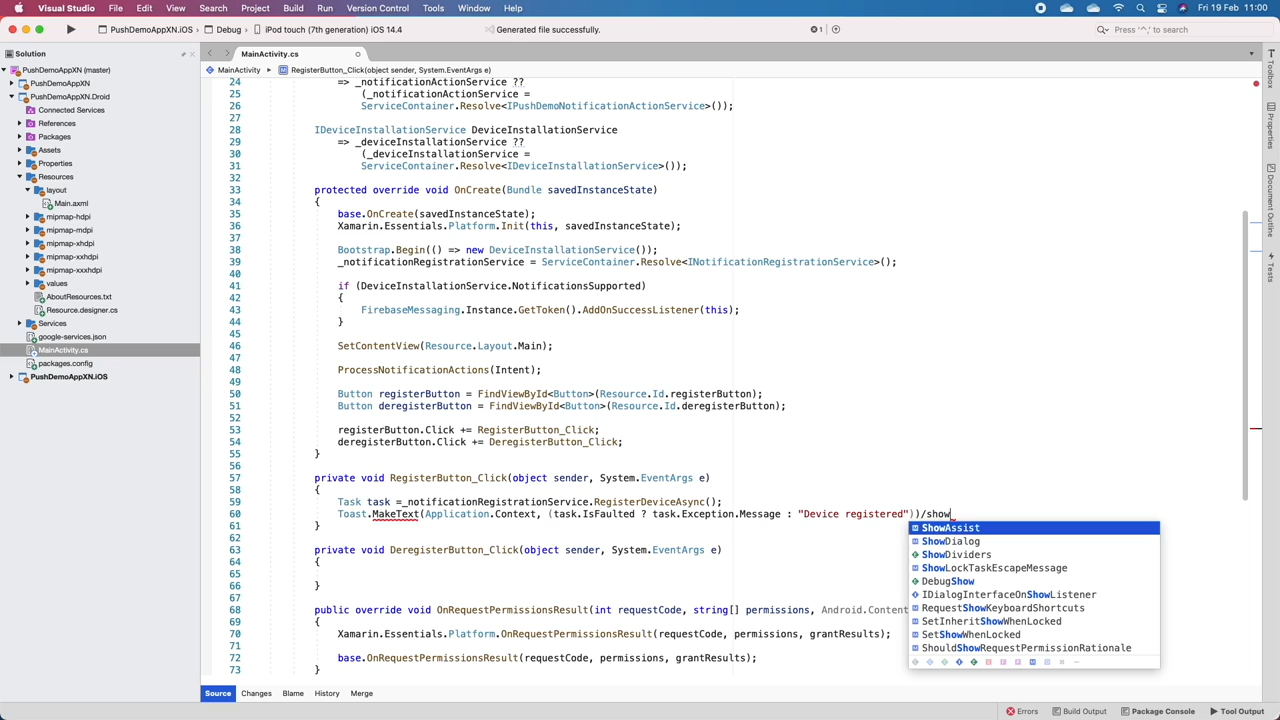 Visual Studio File Edit View Search Project Build Run Version Control Tools Window Help Fri 19 Feb 11:00
PushDemoAppXN.iOS Debug iPod touch (7th generation) iOS 14.4 Generated file successfully. 1 Press '^,' to search
Solution
PushDemoAppXN (master)
PushDemoAppXN
PushDemoAppXN.Droid
Connected Services
References
Packages
Assets
Properties
Resources
layout
Main.axml
mipmap-hdpi
mipmap-mdpi
mipmap-xhdpi
mipmap-xxhdpi
mipmap-xxxhdpi
values
AboutResources.txt
Resource.designer.cs
Services
google-services.json
MainActivity.cs
packages.config
PushDemoAppXN.iOS
MainActivity.cs
MainActivity RegisterButton_Click(object sender, System.EventArgs e)
24 => _notificationActionService ??
25 (_notificationActionService =
26 ServiceContainer.Resolve<IPushDemoNotificationActionService>());
27
28 IDeviceInstallationService DeviceInstallationService
29 => _deviceInstallationService ??
30 (_deviceInstallationService =
31 ServiceContainer.Resolve<IDeviceInstallationService>());
32
33 protected override void OnCreate(Bundle savedInstanceState)
34 {
35 base.OnCreate(savedInstanceState);
36 Xamarin.Essentials.Platform.Init(this, savedInstanceState);
37
38 Bootstrap.Begin(() => new DeviceInstallationService());
39 _notificationRegistrationService = ServiceContainer.Resolve<INotificationRegistrationService>();
40
41 if (DeviceInstallationService.NotificationsSupported)
42 {
43 FirebaseMessaging.Instance.GetToken().AddOnSuccessListener(this);
44 }
45
46 SetContentView(Resource.Layout.Main);
47
48 ProcessNotificationActions(Intent);
49
50 Button registerButton = FindViewById<Button>(Resource.Id.registerButton);
51 Button deregisterButton = FindViewById<Button>(Resource.Id.deregisterButton);
52
53 registerButton.Click += RegisterButton_Click;
54 deregisterButton.Click += DeregisterButton_Click;
55 }
56
57 private void RegisterButton_Click(object sender, System.EventArgs e)
58 {
59 Task task =_notificationRegistrationService.RegisterDeviceAsync();
60 Toast.MakeText(Application.Context, (task.IsFaulted ? task.Exception.Message : "Device registered"))/show
61 }
62
63 private void DeregisterButton_Click(object sender, System.EventArgs e)
64 {
65
66 }
67
68 public override void OnRequestPermissionsResult(int requestCode, string[] permissions, Android.Content
69 {
70 Xamarin.Essentials.Platform.OnRequestPermissionsResult(requestCode, permissions, grantResults);
71
72 base.OnRequestPermissionsResult(requestCode, permissions, grantResults);
73 }
ShowAssist
ShowDialog
ShowDividers
ShowLockTaskEscapeMessage
DebugShow
IDialogInterfaceOnShowListener
RequestShowKeyboardShortcuts
SetInheritShowWhenLocked
SetShowWhenLocked
ShouldShowRequestPermissionRationale
Toolbox
Properties
Document Outline
Tests
Source Changes Blame History Merge
Errors Build Output Package Console Tool Output